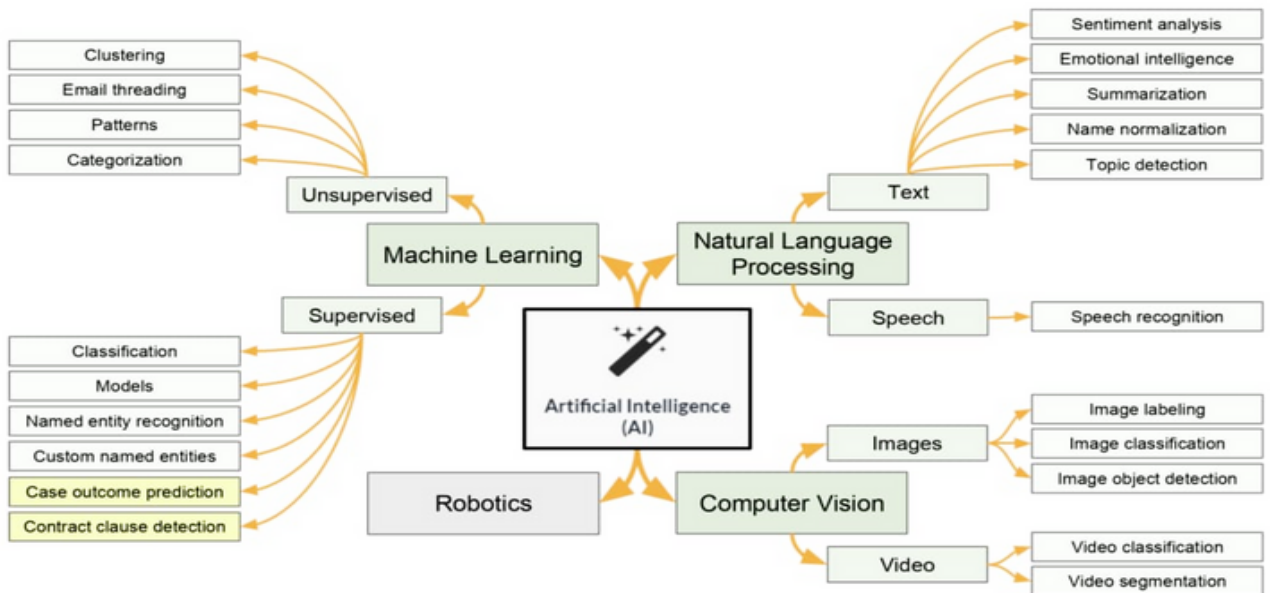 Clustering
Email threading
Patterns
Categorization
Unsupervised
Machine Learning
Supervised
Classification
Models
Named entity recognition
Custom named entities
Case outcome prediction
Contract clause detection
Artificial Intelligence
(AI)
Robotics
Natural Language
Processing
Text
Sentiment analysis
Emotional intelligence
Summarization
Name normalization
Topic detection
Speech
Speech recognition
Computer Vision
Images
Image labeling
Image classification
Image object detection
Video
Video classification
Video segmentation